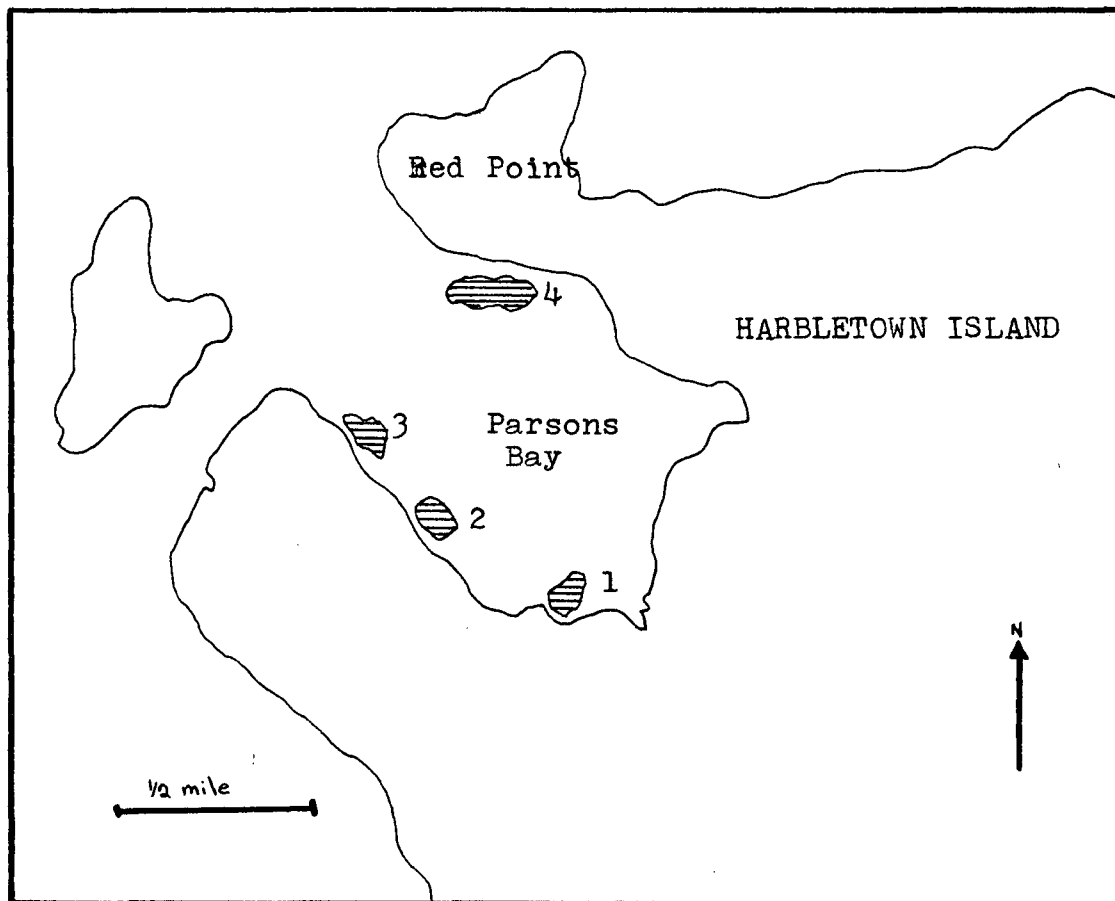 Red Point
4
HARBLETOWN ISLAND
3
Parsons
Bay
2
1
N
1/2 mile